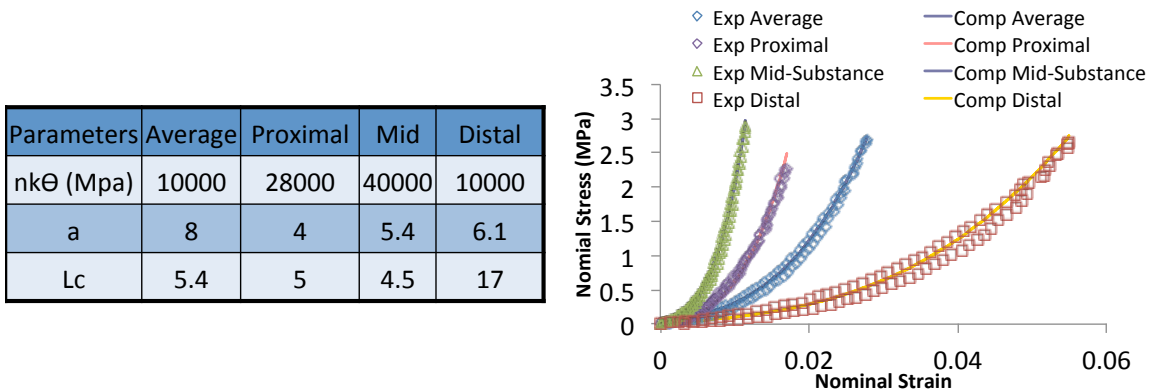 Parameters Average Proximal Mid Distal
nkΘ (Mpa) 10000 28000 40000 10000
a 8 4 5.4 6.1
Lc 5.4 5 4.5 17
Exp Average Comp Average
Exp Proximal Comp Proximal
Exp Mid-Substance Comp Mid-Substance
Exp Distal Comp Distal
Nomial Stress (MPa)
3.5
3
2.5
2
1.5
1
0.5
0
0 0.02 0.04 0.06
Nominal Strain